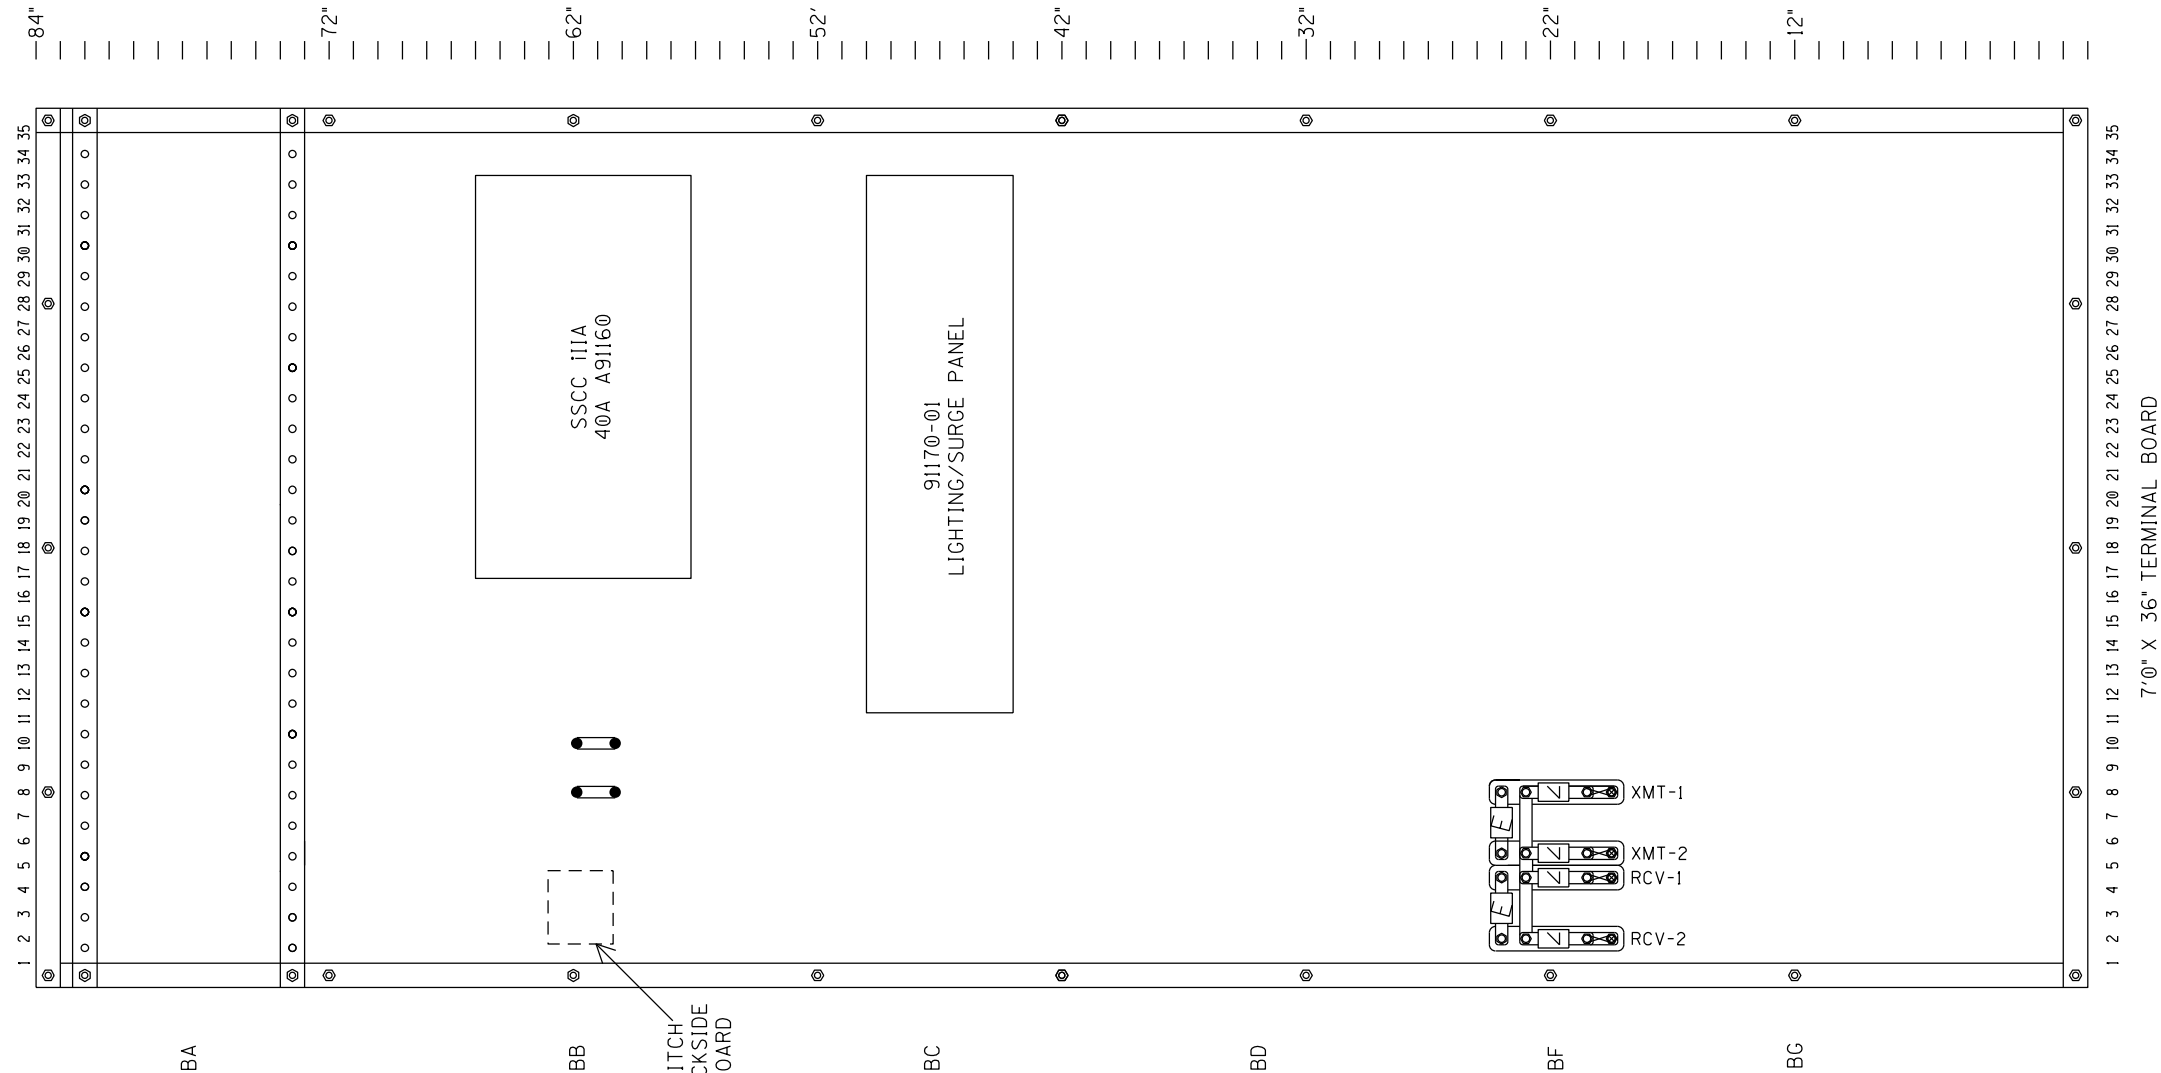 84"
72"
62"
52'
42"
32"
22"
12"
1 2 3 4 5 6 7 8 9 10 11 12 13 14 15 16 17 18 19 20 21 22 23 24 25 26 27 28 29 30 31 32 33 34 35
SSCC iIIA
40A A91160
91170-01
LIGHTING/SURGE PANEL
XMT-1
XMT-2
RCV-1
RCV-2
1 2 3 4 5 6 7 8 9 10 11 12 13 14 15 16 17 18 19 20 21 22 23 24 25 26 27 28 29 30 31 32 33 34 35
7'0" X 36" TERMINAL BOARD
ITCH
CKSIDE
OARD
BA
BB
BC
BD
BF
BG